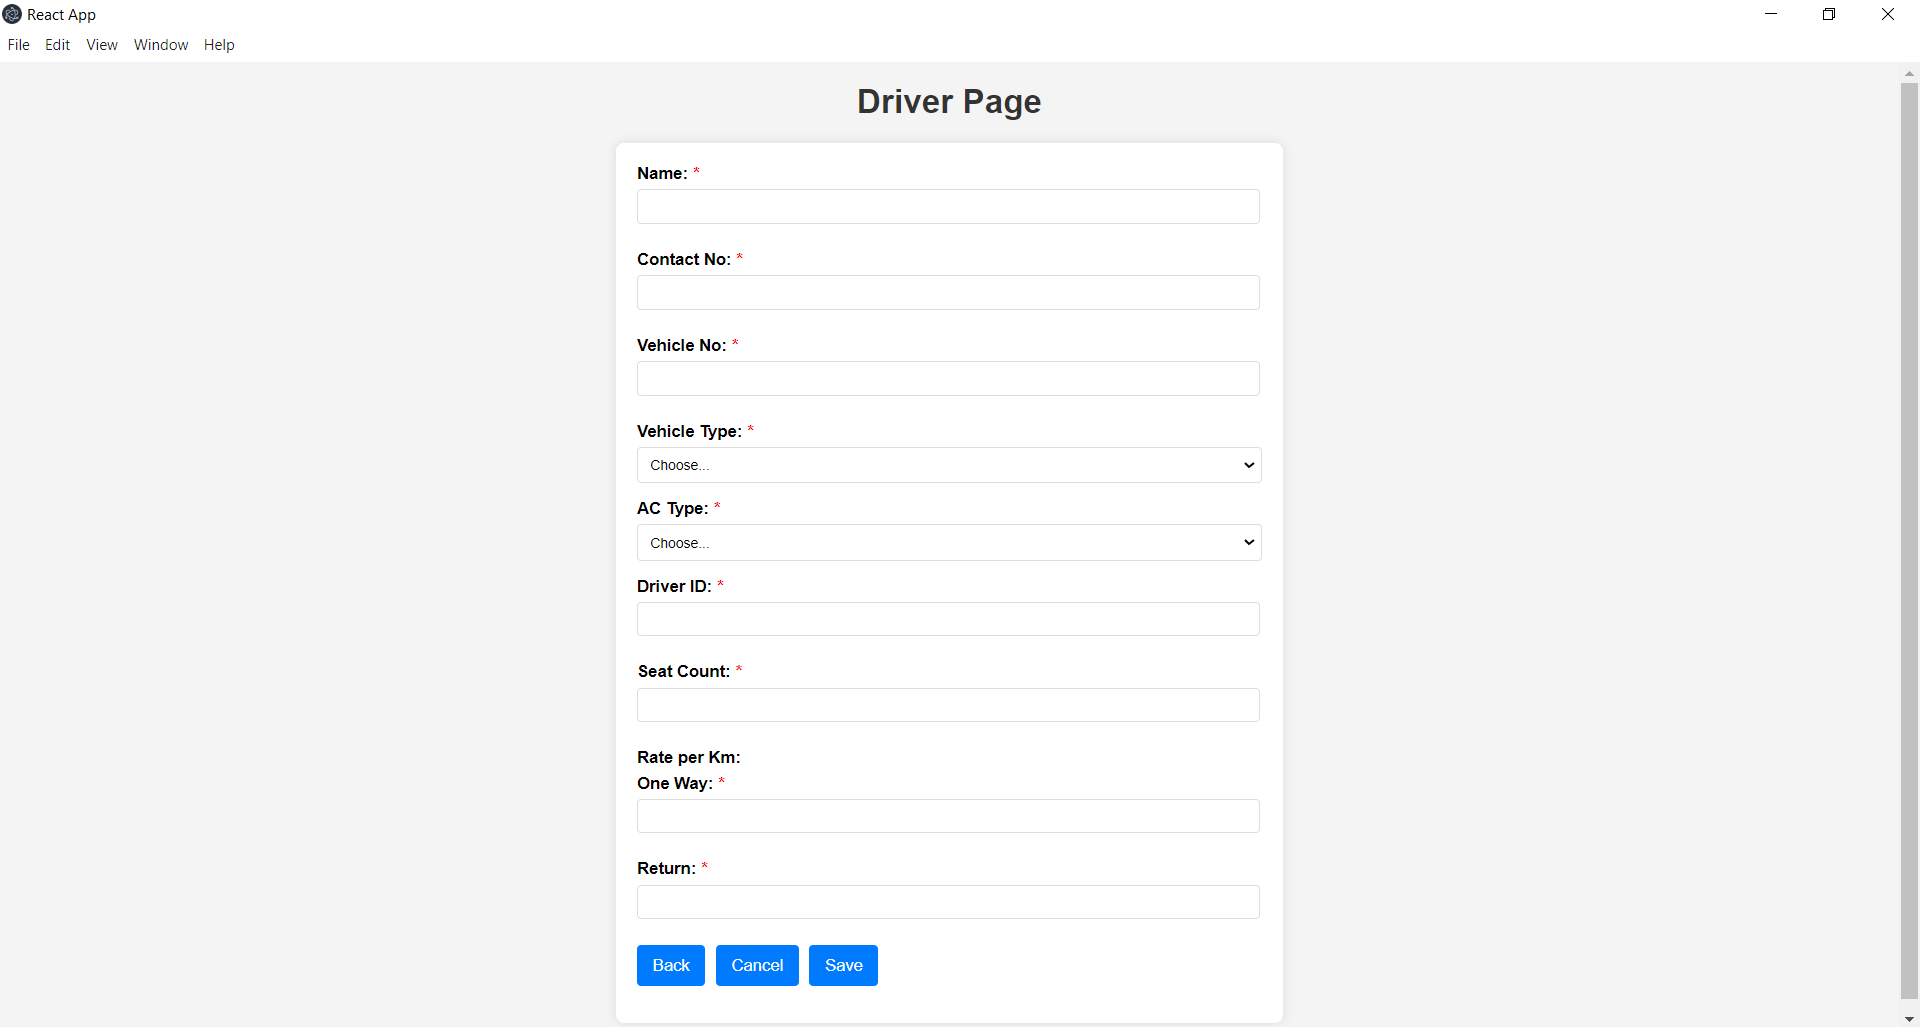 React App
File Edit View Window Help
Driver Page
Name: *
Contact No: *
Vehicle No: *
Vehicle Type: *
Choose...
AC Type: *
Choose...
Driver ID: *
Seat Count: *
Rate per Km:
One Way: *
Return: *
Back Cancel Save